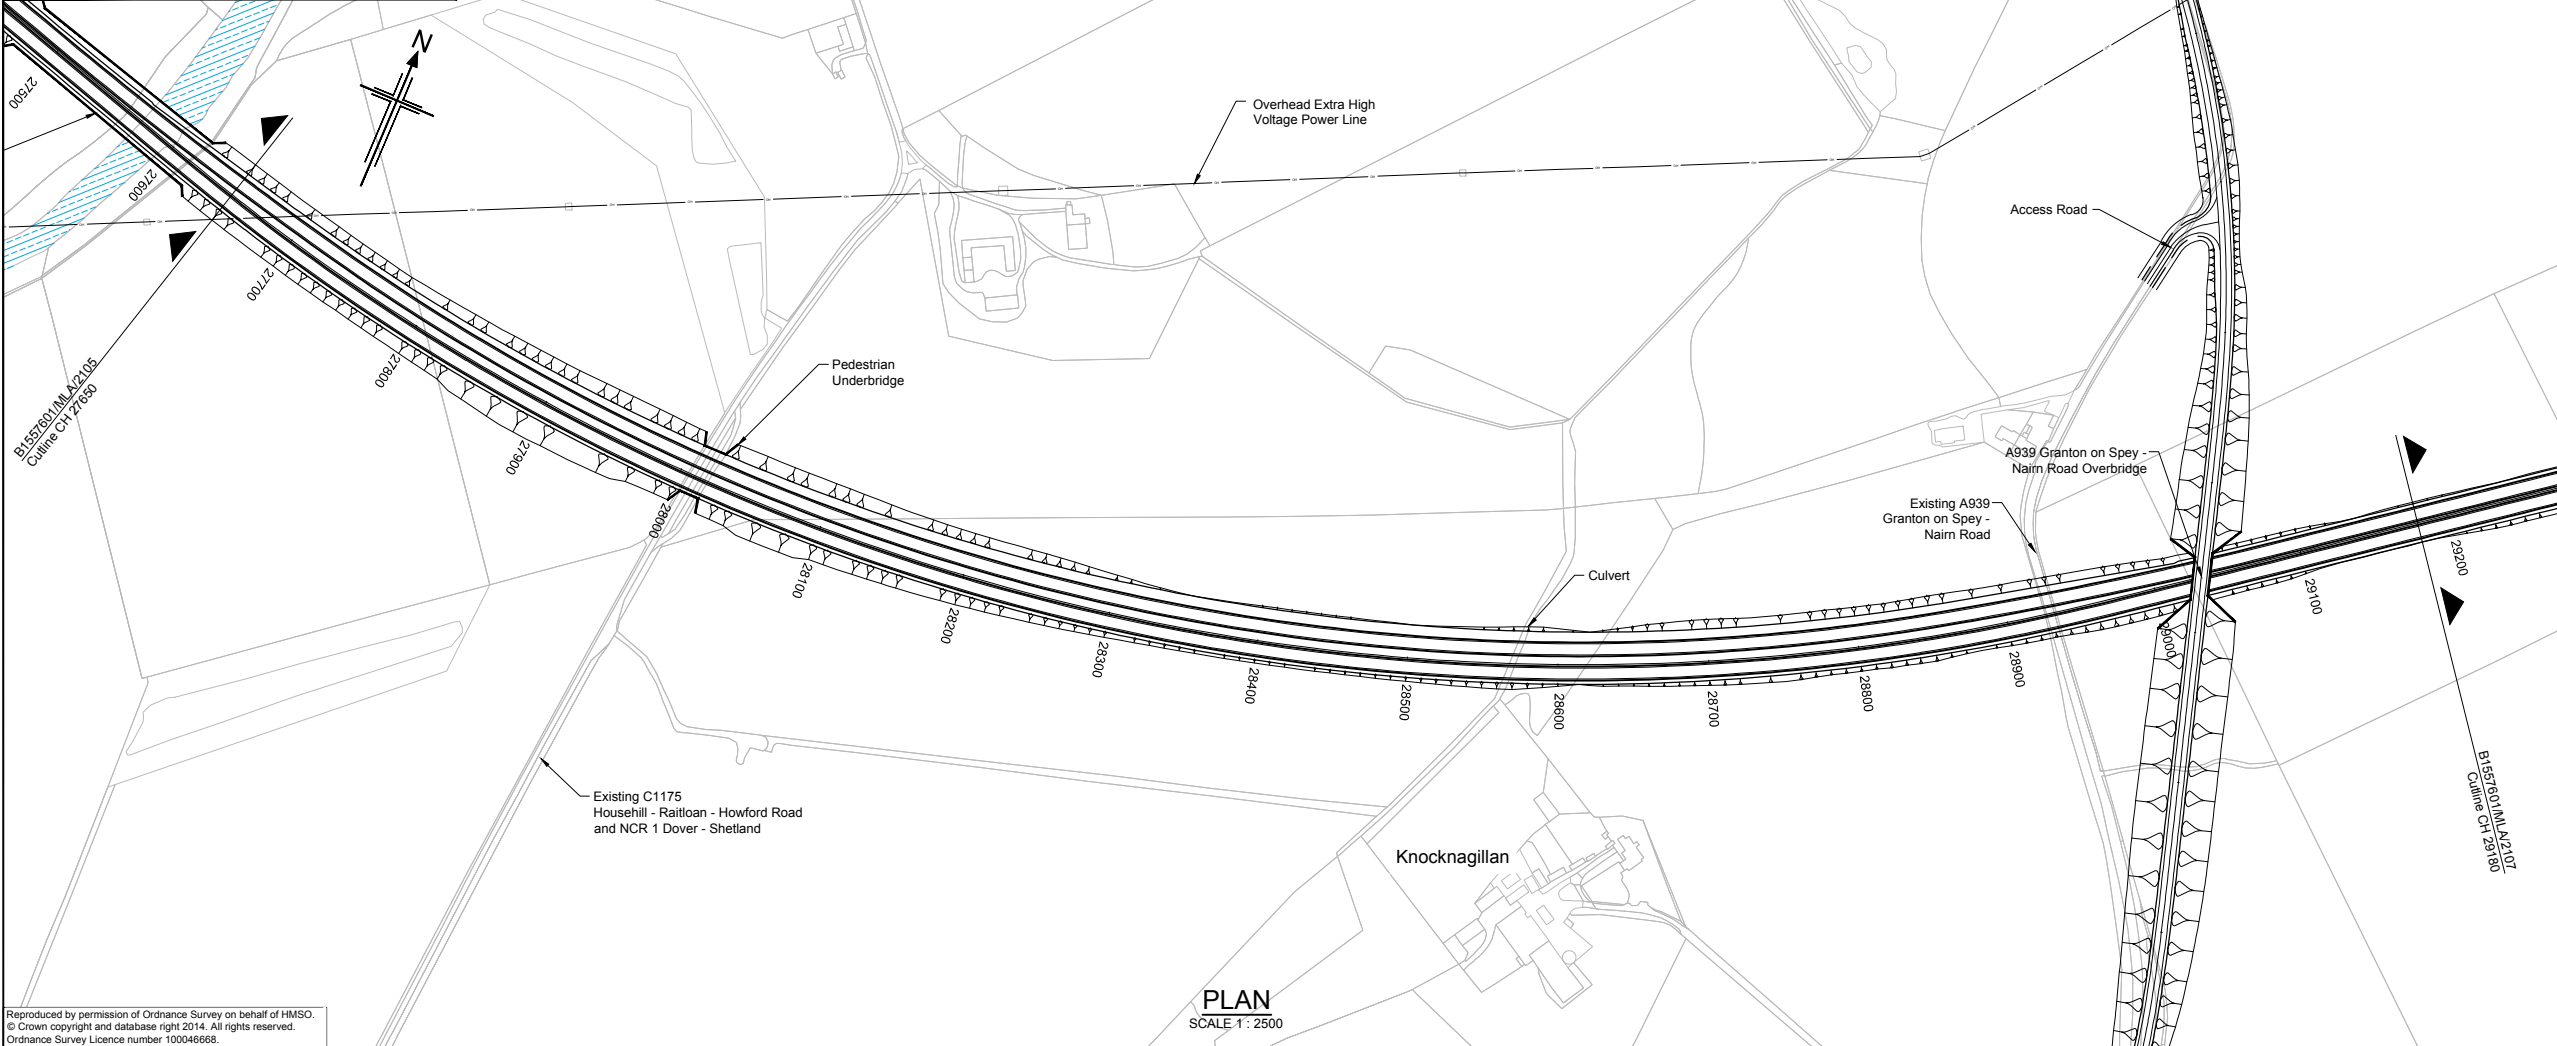 N
27500
27600
27700
27800
27900
28000
28100
28200
28300
28400
28500
28600
28700
28800
28900
29000
29100
29200
B1557601/MLA/2105
Cutline CH 27650
Overhead Extra High
Voltage Power Line
Access Road
Pedestrian
Underbridge
A939 Granton on Spey -
Nairn Road Overbridge
Existing A939
Granton on Spey -
Nairn Road
Culvert
Existing C1175
Househill - Raitloan - Howford Road
and NCR 1 Dover - Shetland
Knocknagillan
B1557601/MLA/2107
Cutline CH 29180
PLAN
SCALE 1 : 2500
Reproduced by permission of Ordnance Survey on behalf of HMSO.
© Crown copyright and database right 2014. All rights reserved.
Ordnance Survey Licence number 100046668.